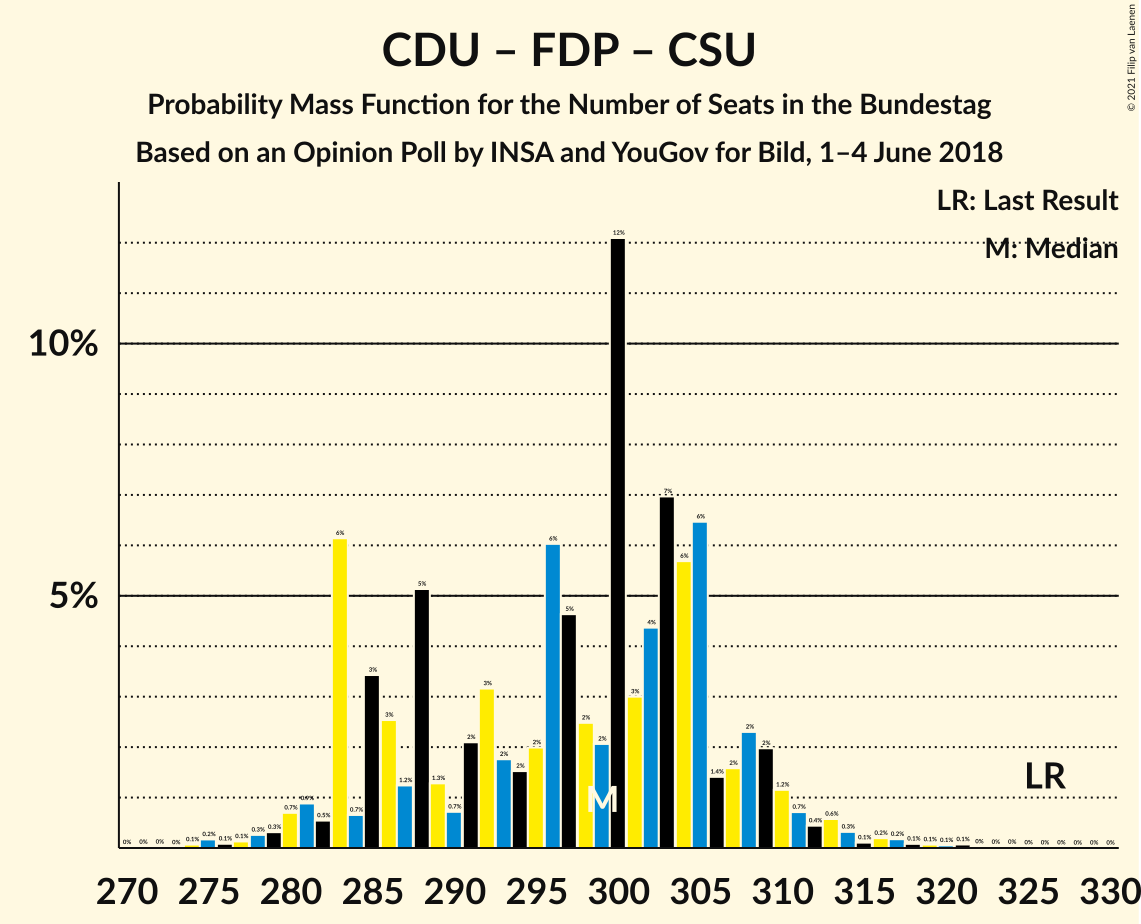 CDU – FDP – CSU
Probability Mass Function for the Number of Seats in the Bundestag
Based on an Opinion Poll by INSA and YouGov for Bild, 1–4 June 2018
© 2021 Filip van Laenen
LR: Last Result
M: Median
10%
5%
0% 0% 0% 0% 0.1% 0.2% 0.1% 0.1% 0.3% 0.3% 0.7% 0.9% 0.5% 6% 0.7% 3% 3% 1.2% 5% 1.3% 0.7% 2% 3% 2% 2% 2% 6% 5% 2% 2% 12% 3% 4% 7% 6% 6% 1.4% 2% 2% 2% 1.2% 0.7% 0.4% 0.6% 0.3% 0.1% 0.2% 0.2% 0.1% 0.1% 0.1% 0.1% 0% 0% 0% 0% 0% 0% 0% 0% 0%
M
LR
270 275 280 285 290 295 300 305 310 315 320 325 330